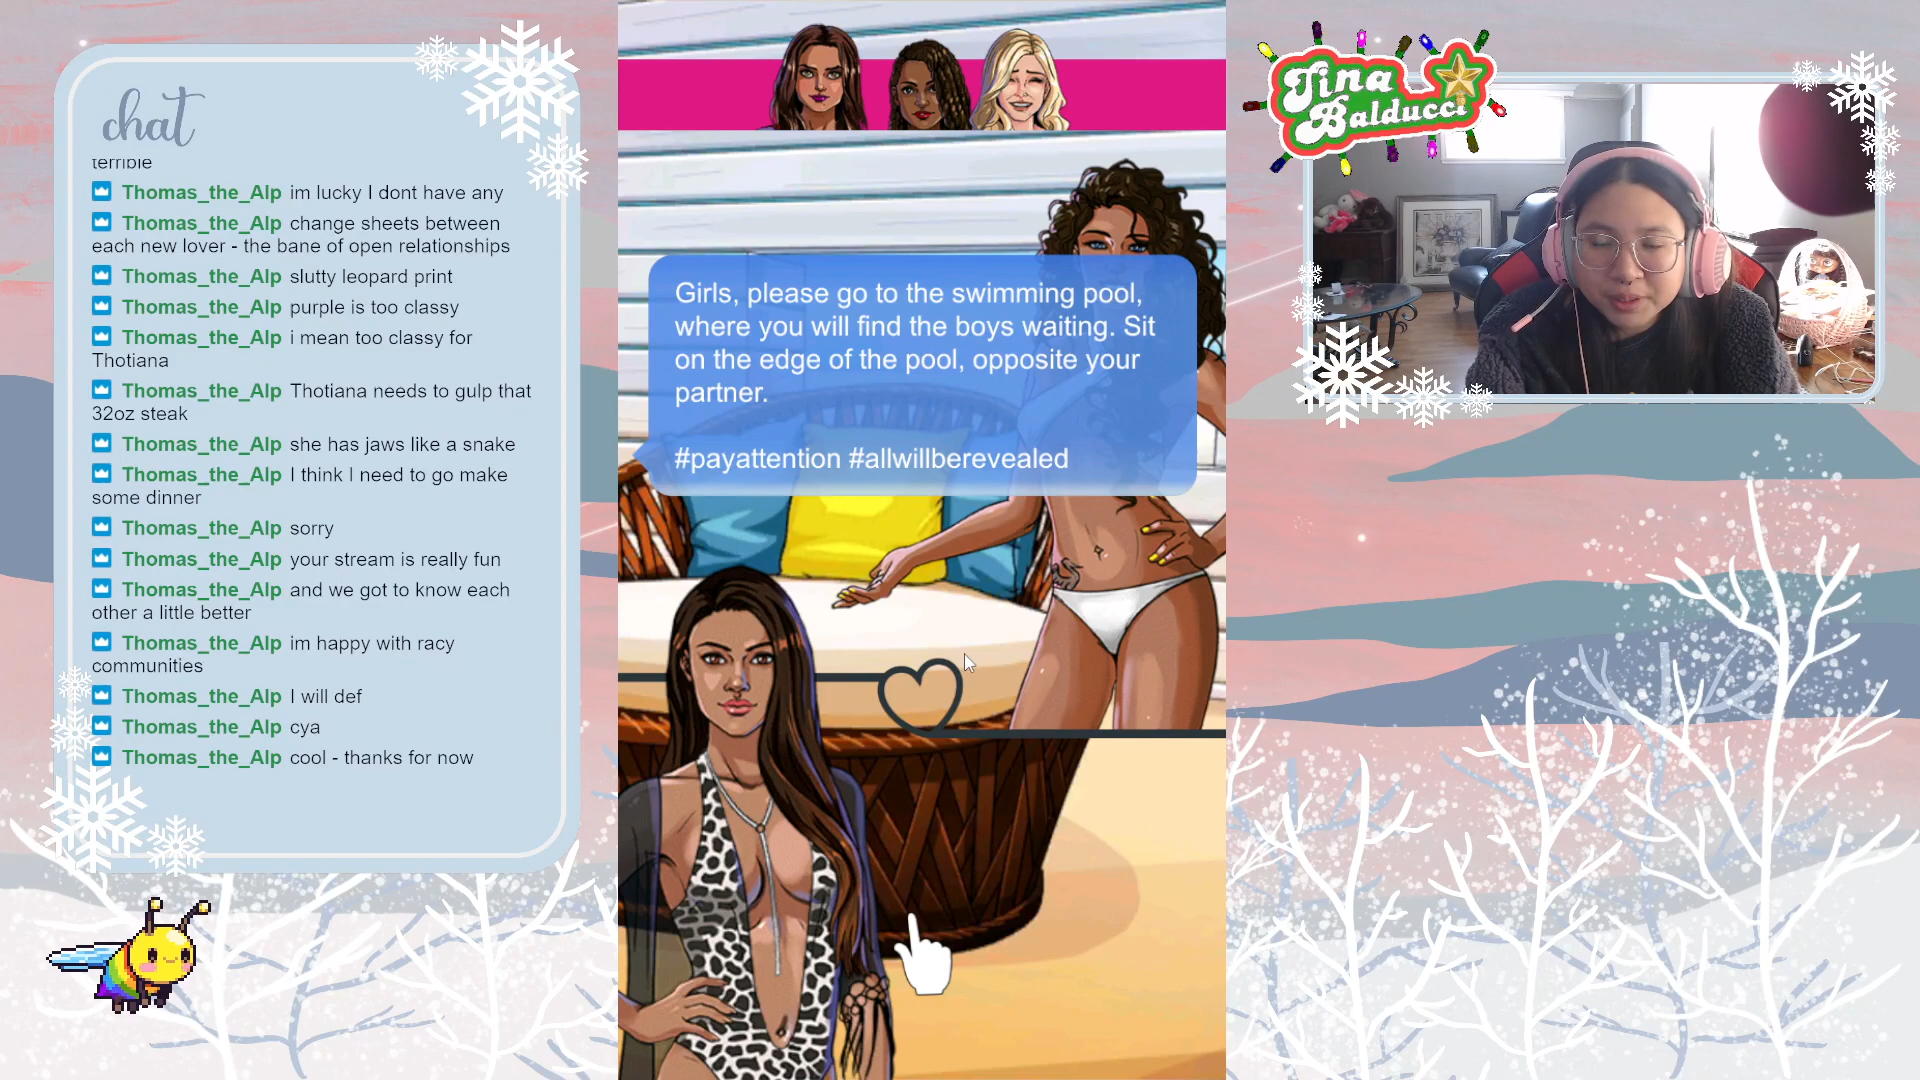 chat
terrible
Thomas_the_Alp im lucky I dont have any
Thomas_the_Alp change sheets between
each new lover - the bane of open relationships
Thomas_the_Alp slutty leopard print
Thomas_the_Alp purple is too classy
Thomas_the_Alp i mean too classy for
Thotiana
Thomas_the_Alp Thotiana needs to gulp that
32oz steak
Thomas_the_Alp she has jaws like a snake
Thomas_the_Alp I think I need to go make
some dinner
Thomas_the_Alp sorry
Thomas_the_Alp your stream is really fun
Thomas_the_Alp and we got to know each
other a little better
Thomas_the_Alp im happy with racy
communities
Thomas_the_Alp I will def
Thomas_the_Alp cya
Thomas_the_Alp cool - thanks for now
Girls, please go to the swimming pool,
where you will find the boys waiting. Sit
on the edge of the pool, opposite your
partner.
#payattention #allwillberevealed
Tina
Balducci